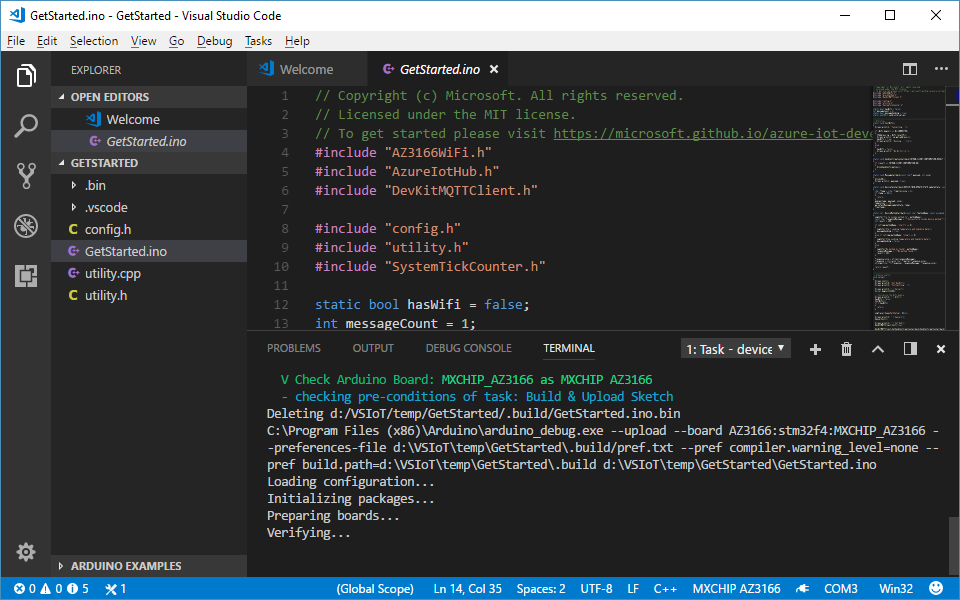 GetStarted.ino - GetStarted - Visual Studio Code
File Edit Selection View Go Debug Tasks Help
EXPLORER
OPEN EDITORS
Welcome
GetStarted.ino
GETSTARTED
.bin
.vscode
C config.h
C+ GetStarted.ino
C+ utility.cpp
C utility.h
ARDUINO EXAMPLES
Welcome
GetStarted.ino
1 // Copyright (c) Microsoft. All rights reserved.
2 // Licensed under the MIT license.
3 // To get started please visit https://microsoft.github.io/azure-iot-deve
4 #include "AZ3166WiFi.h"
5 #include "AzureIotHub.h"
6 #include "DevKitMQTTClient.h"
7
8 #include "config.h"
9 #include "utility.h"
10 #include "SystemTickCounter.h"
11
12 static bool hasWifi = false;
13 int messageCount = 1;
PROBLEMS OUTPUT DEBUG CONSOLE TERMINAL 1: Task - device
V Check Arduino Board: MXCHIP_AZ3166 as MXCHIP AZ3166
- checking pre-conditions of task: Build & Upload Sketch
Deleting d:/VSIoT/temp/GetStarted/.build/GetStarted.ino.bin
C:\Program Files (x86)\Arduino\arduino_debug.exe --upload --board AZ3166:stm32f4:MXCHIP_AZ3166 -
-preferences-file d:\VSIoT\temp\GetStarted\.build/pref.txt --pref compiler.warning_level=none --
pref build.path=d:\VSIoT\temp\GetStarted\.build d:\VSIoT\temp\GetStarted\GetStarted.ino
Loading configuration...
Initializing packages...
Preparing boards...
Verifying...
0 0 5 1 (Global Scope) Ln 14, Col 35 Spaces: 2 UTF-8 LF C++ MXCHIP AZ3166 COM3 Win32